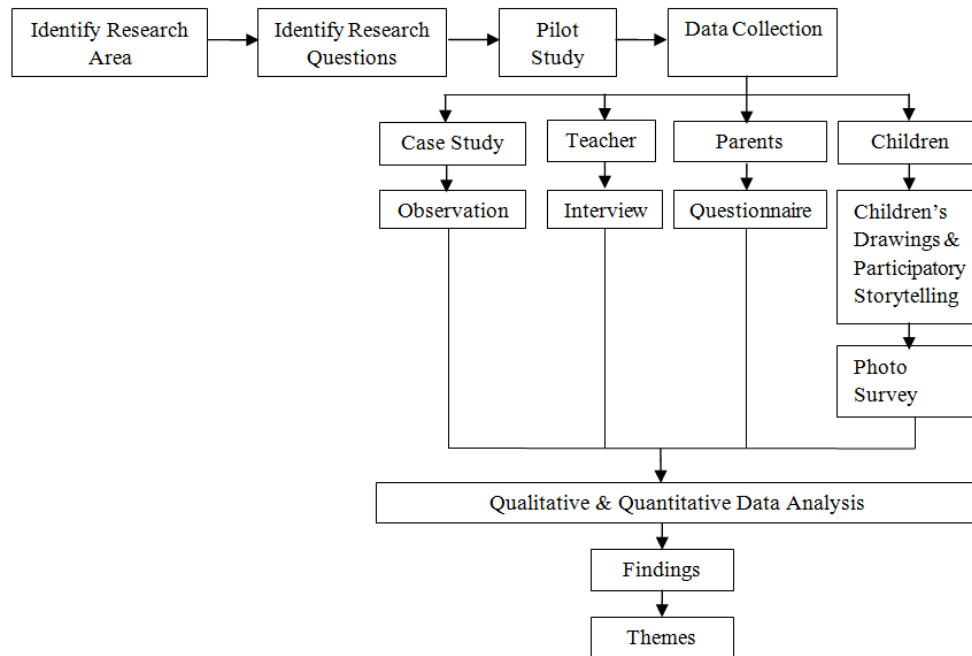 Identify Research
Area
Identify Research
Questions
Pilot
Study
Data Collection
Case Study
Teacher
Parents
Children
Observation
Interview
Questionnaire
Children’s
Drawings &
Participatory
Storytelling
Photo
Survey
Qualitative & Quantitative Data Analysis
Findings
Themes